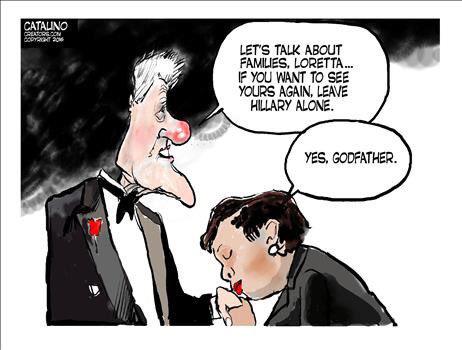 CATALINO
CREATORS.COM
COPYRIGHT 2016
LET'S TALK ABOUT
FAMILIES, LORETTA...
IF YOU WANT TO SEE
YOURS AGAIN, LEAVE
HILLARY ALONE.
YES, GODFATHER.